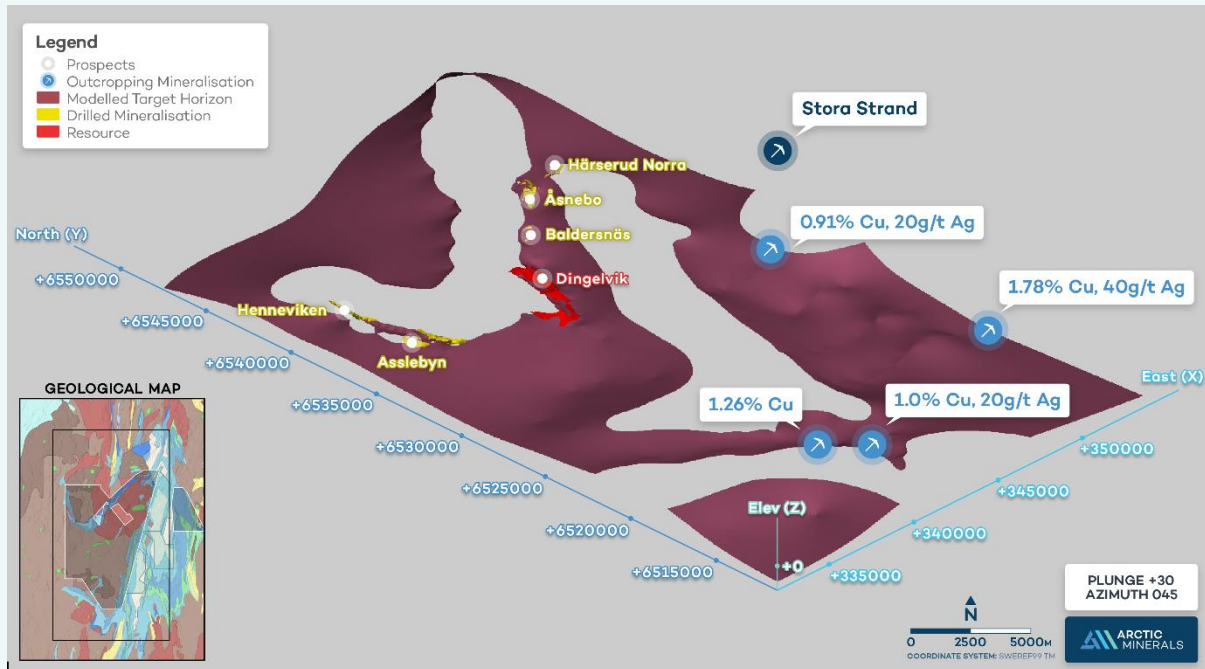 Legend
Prospects
Outcropping Mineralisation
Modelled Target Horizon
Drilled Mineralisation
Resource
Stora Strand
Härserud Norra
Åsnebo
0.91% Cu, 20g/t Ag
Baldersnäs
North (Y)
Dingelvik
+6550000
1.78% Cu, 40g/t Ag
Henneviken
+6545000
Asslebyn
+6540000
East (X)
GEOLOGICAL MAP
+6535000
1.26% Cu
1.0% Cu, 20g/t Ag
+6530000
+350000
+6525000
+345000
Elev (Z)
+6520000
+340000
+6515000
+0
+335000
PLUNGE +30
AZIMUTH 045
N
0 2500 5000M
COORDINATE SYSTEM: SWEREF99 TM
ARCTIC
MINERALS